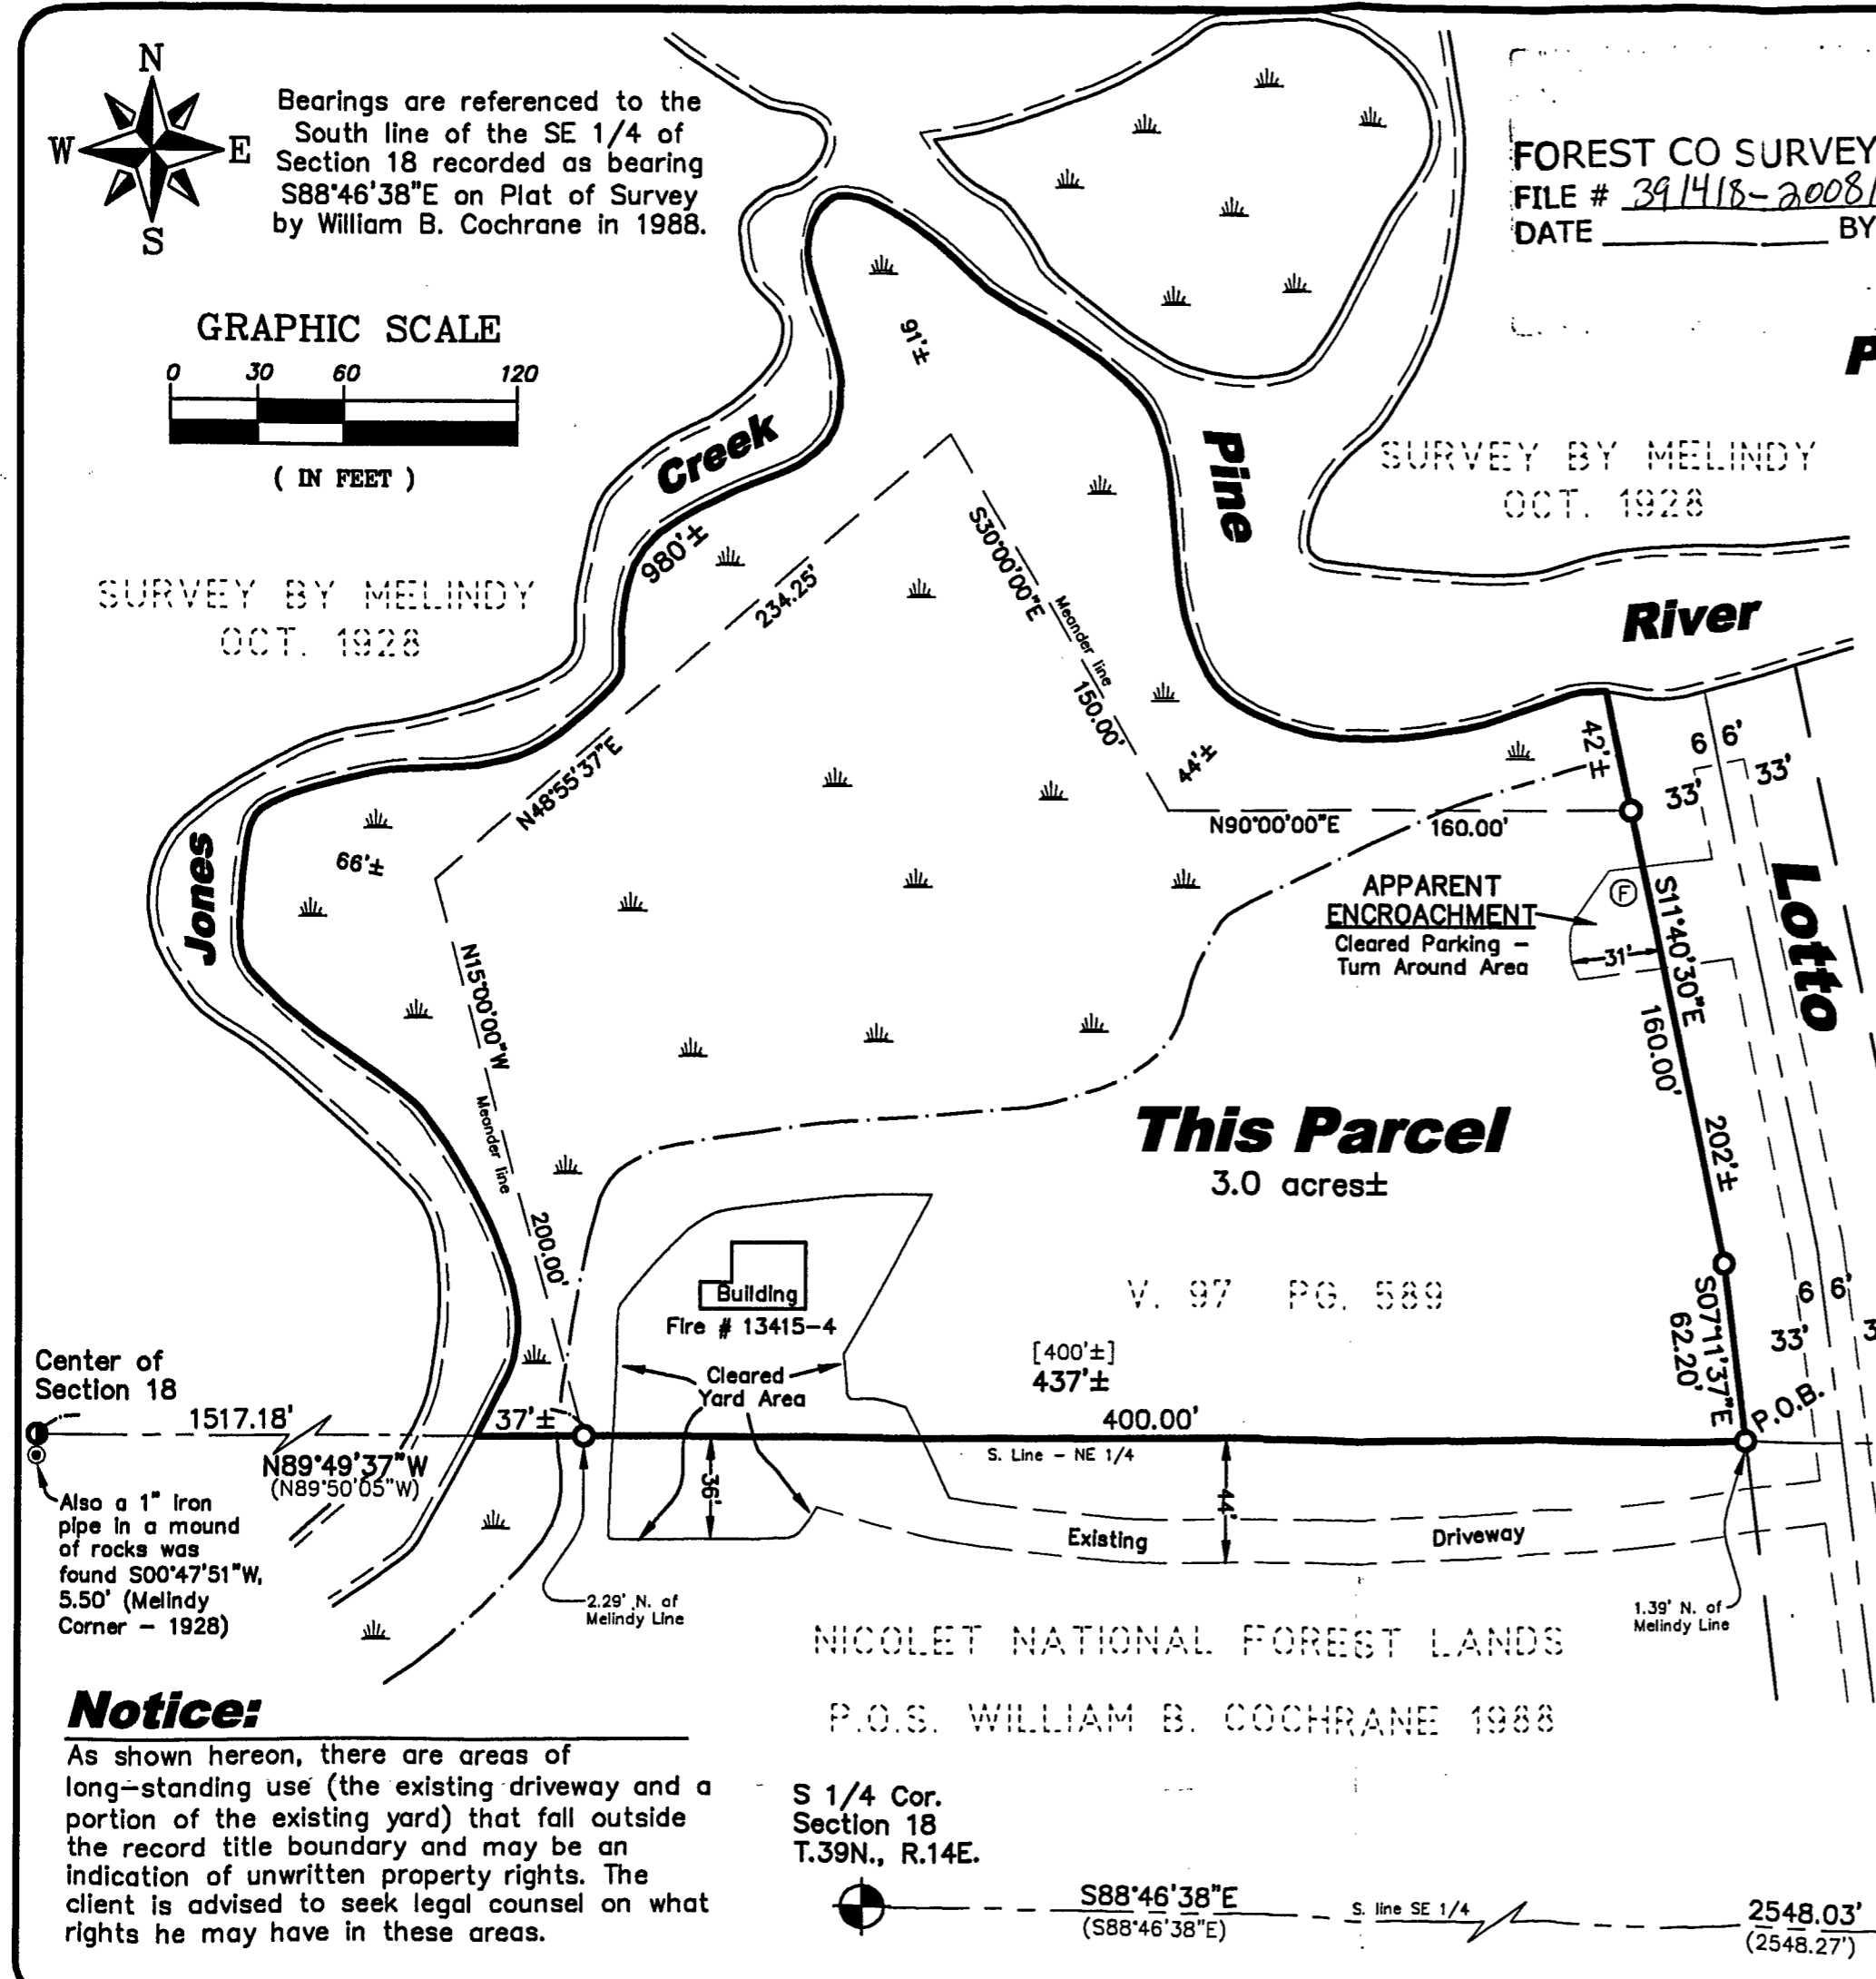 N
W
E
S
Bearings are referenced to the
South line of the SE 1/4 of
Section 18 recorded as bearing
S88°46'38"E on Plat of Survey
by William B. Cochrane in 1988.
FOREST CO SURVEY
FILE # 391418-20081
DATE BY
GRAPHIC SCALE
0 30 60 120
( IN FEET )
P
SURVEY BY MELINDY
OCT. 1928
SURVEY BY MELINDY
OCT. 1928
Jones
Creek
Pine
River
Lotto
91'±
980'±
234.25'
N48°55'37"E
S30°00'00"E
Meander line
150.00'
44'±
N90°00'00"E
160.00'
42'±
6 6'
33'
33'
66'±
N15°00'00"W
Meander line
200.00'
APPARENT
ENCROACHMENT
Cleared Parking -
Turn Around Area
F
31'
S11°40'30"E
160.00'
202'±
This Parcel
3.0 acres±
V. 97 PG. 589
Building
Fire # 13415-4
Cleared
Yard Area
[400'±]
437'±
400.00'
S. Line - NE 1/4
S07°11'37"E
62.20'
6 6'
33'
3
P.O.B.
Center of
Section 18
1517.18'
N89°49'37"W
(N89°50'05"W)
37'±
36'
44'
Also a 1" iron
pipe in a mound
of rocks was
found S00°47'51"W,
5.50' (Melindy
Corner - 1928)
2.29' N. of
Melindy Line
Existing
Driveway
1.39' N. of
Melindy Line
NICOLET NATIONAL FOREST LANDS
P.O.S. WILLIAM B. COCHRANE 1988
Notice:
As shown hereon, there are areas of
long-standing use (the existing driveway and a
portion of the existing yard) that fall outside
the record title boundary and may be an
indication of unwritten property rights. The
client is advised to seek legal counsel on what
rights he may have in these areas.
S 1/4 Cor.
Section 18
T.39N., R.14E.
S88°46'38"E
(S88°46'38"E)
S. line SE 1/4
2548.03'
(2548.27')